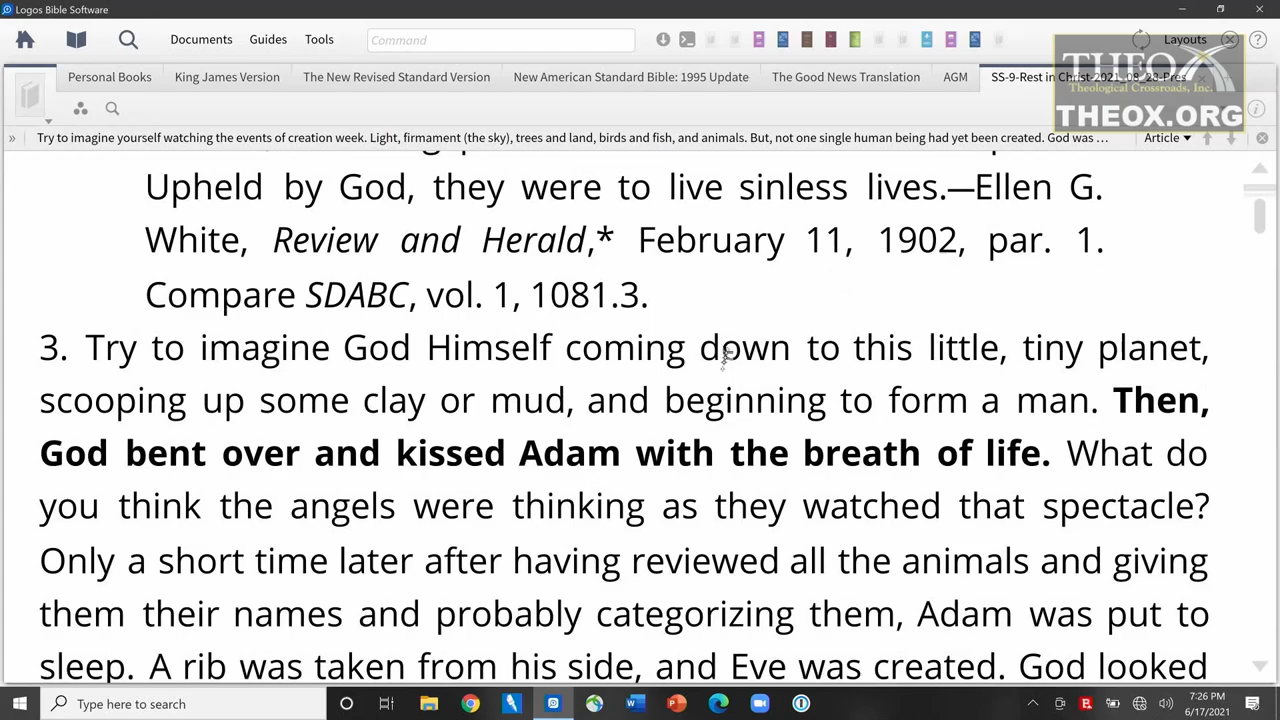 Logos Bible Software
Documents Guides Tools Command Layouts
THEOX
Theological Crossroads, Inc.
THEOX.ORG
Personal Books King James Version The New Revised Standard Version New American Standard Bible: 1995 Update The Good News Translation AGM SS-9-Rest in Christ-2021_08_28-Pres
Try to imagine yourself watching the events of creation week. Light, firmament (the sky), trees and land, birds and fish, and animals. But, not one single human being had yet been created. God was ... Article
Upheld by God, they were to live sinless lives.—Ellen G.
White, Review and Herald,* February 11, 1902, par. 1.
Compare SDABC, vol. 1, 1081.3.
3. Try to imagine God Himself coming down to this little, tiny planet,
scooping up some clay or mud, and beginning to form a man. Then,
God bent over and kissed Adam with the breath of life. What do
you think the angels were thinking as they watched that spectacle?
Only a short time later after having reviewed all the animals and giving
them their names and probably categorizing them, Adam was put to
sleep. A rib was taken from his side, and Eve was created. God looked
Type here to search
7:26 PM
6/17/2021